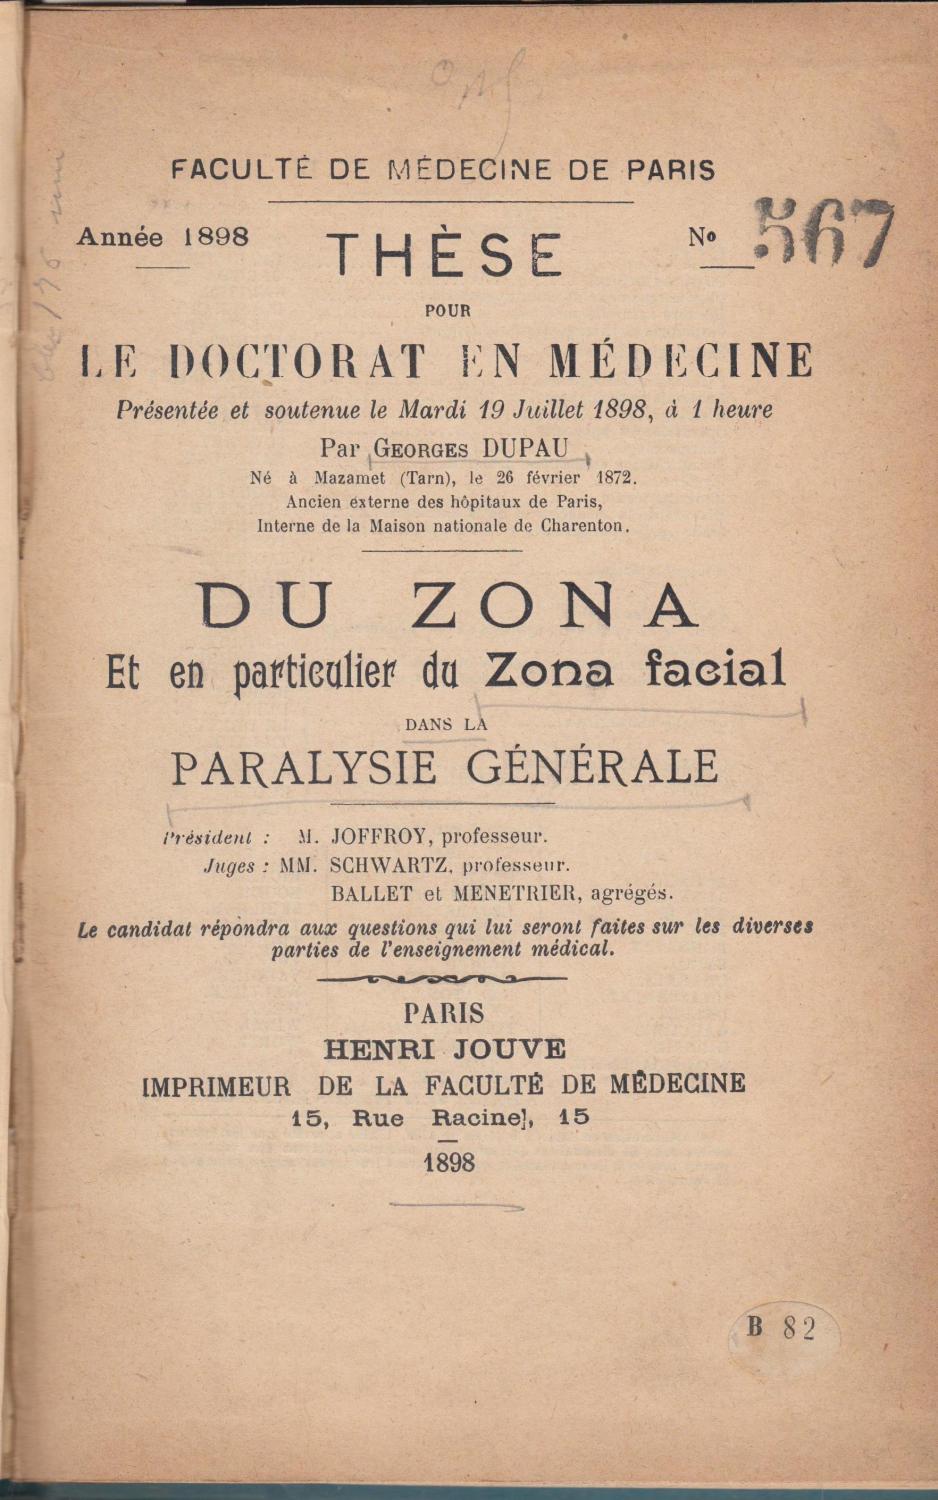 FACULTÉ DE MÉDECINE DE PARIS
Année 1898 THÈSE No 567
POUR
LE DOCTORAT EN MÉDECINE
Présentée et soutenue le Mardi 19 Juillet 1898, à 1 heure
Par GEORGES DUPAU
Né à Mazamet (Tarn), le 26 février 1872.
Ancien externe des hôpitaux de Paris,
Interne de la Maison nationale de Charenton.
DU ZONA
Et en particulier du Zona facial
DANS LA
PARALYSIE GÉNÉRALE
Président : M. JOFFROY, professeur.
Juges : MM. SCHWARTZ, professeur.
BALLET et MENETRIER, agrégés.
Le candidat répondra aux questions qui lui seront faites sur les diverses
parties de l'enseignement médical.
PARIS
HENRI JOUVE
IMPRIMEUR DE LA FACULTÉ DE MÉDECINE
15, Rue Racine], 15
1898
B 82